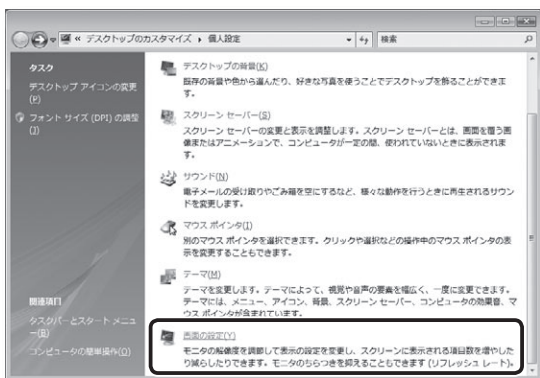 « デスクトップのカスタマイズ ▸ 個人設定
検索
タスク
デスクトップ アイコンの変更
(P)
フォント サイズ (DPI) の調整
(J)
関連項目
タスクバーとスタート メニュ
ー(B)
コンピュータの簡単操作(O)
デスクトップの背景(K)
既存の背景や色から選んだり、好きな写真を使うことでデスクトップを飾ることができま
す。
スクリーン セーバー(S)
スクリーン セーバーの変更と表示を調整します。スクリーン セーバーとは、画面を覆う画
像またはアニメーションで、コンピュータが一定の間、使われていないときに表示されま
す。
サウンド(N)
電子メールの受け取りやごみ箱を空にするなど、様々な動作を行うときに再生されるサウン
ドを変更します。
マウス ポインタ(I)
別のマウス ポインタを選択できます。クリックや選択などの操作中のマウス ポインタの表
示を変更することもできます。
テーマ(M)
テーマを変更します。テーマによって、視覚や音声の要素を幅広く、一度に変更できます。
テーマには、メニュー、アイコン、背景、スクリーン セーバー、コンピュータの効果音、マ
ウス ポインタが含まれています。
画面の設定(Y)
モニタの解像度を調節して表示の設定を変更し、スクリーンに表示される項目数を増やした
り減らしたりできます。モニタのちらつきを抑えることもできます (リフレッシュ レート)。